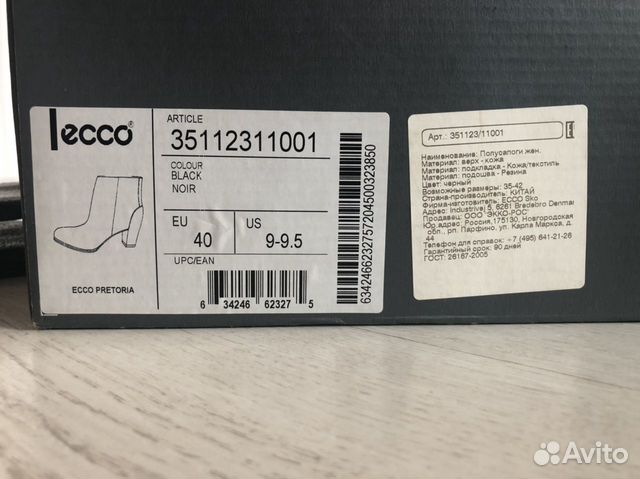 ecco
ARTICLE
35112311001
COLOUR
BLACK
NOIR
EU
40
US
9-9.5
UPC/EAN
ECCO PRETORIA
6 34246 62327 5
634246623275720450032​3850
Арт.: 351123/11001
Наименование: Полусапоги жен.
Материал: верх - кожа
Материал: подкладка - Кожа/текстиль
Материал: подошва - Резина
Цвет: черный
Возможные размеры: 35-42
Страна-производитель: КИТАЙ
Фирма-изготовитель: ECCO Sko
Адрес: Industrivej 5, 6261 Bredebro Denmar
Продавец: ООО "ЭККО-РОС"
Юр.адрес: Россия,175130, Новгородская
обл., рп. Парфино, ул. Карла Маркса, д.
44
Телефон для справок: +7 (495) 641-21-26
Гарантийный срок: 90 дней
ГОСТ: 26167-2005
Avito